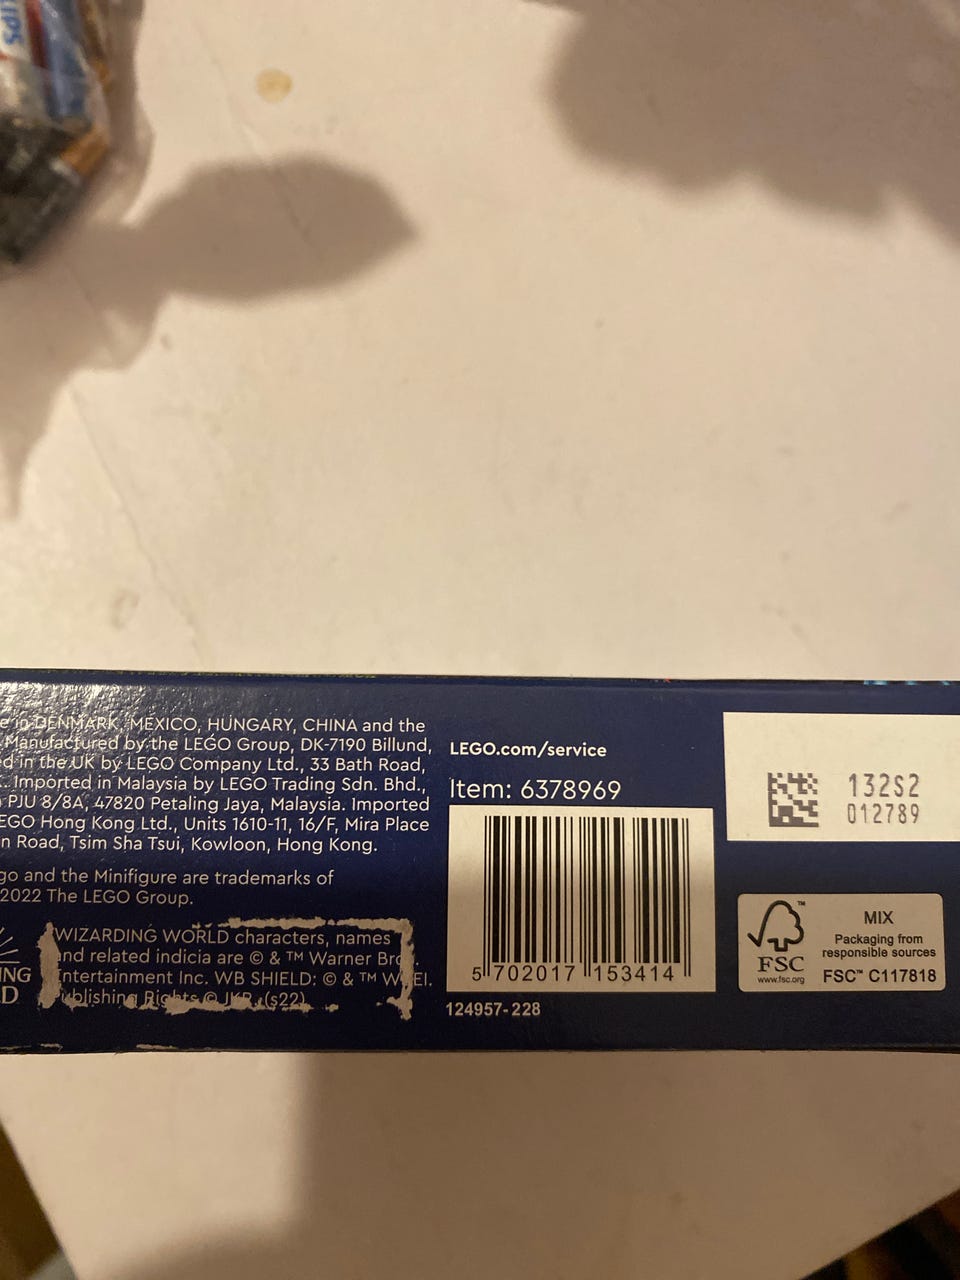 IPS
e in DENMARK, MEXICO, HUNGARY, CHINA and the
Manufactured by the LEGO Group, DK-7190 Billund,
d in the UK by LEGO Company Ltd., 33 Bath Road,
. Imported in Malaysia by LEGO Trading Sdn. Bhd.,
PJU 8/8A, 47820 Petaling Jaya, Malaysia. Imported
EGO Hong Kong Ltd., Units 1610-11, 16/F, Mira Place
n Road, Tsim Sha Tsui, Kowloon, Hong Kong.
go and the Minifigure are trademarks of
2022 The LEGO Group.
ING
D
WIZARDING WORLD characters, names
and related indicia are © & ™ Warner Bro
Entertainment Inc. WB SHIELD: © & ™ WBEI.
Publishing Rights © JKR. (s22)
LEGO.com/service
Item: 6378969
5 702017 153414
124957-228
132S2
012789
FSC
www.fsc.org
MIX
Packaging from
responsible sources
FSC™ C117818